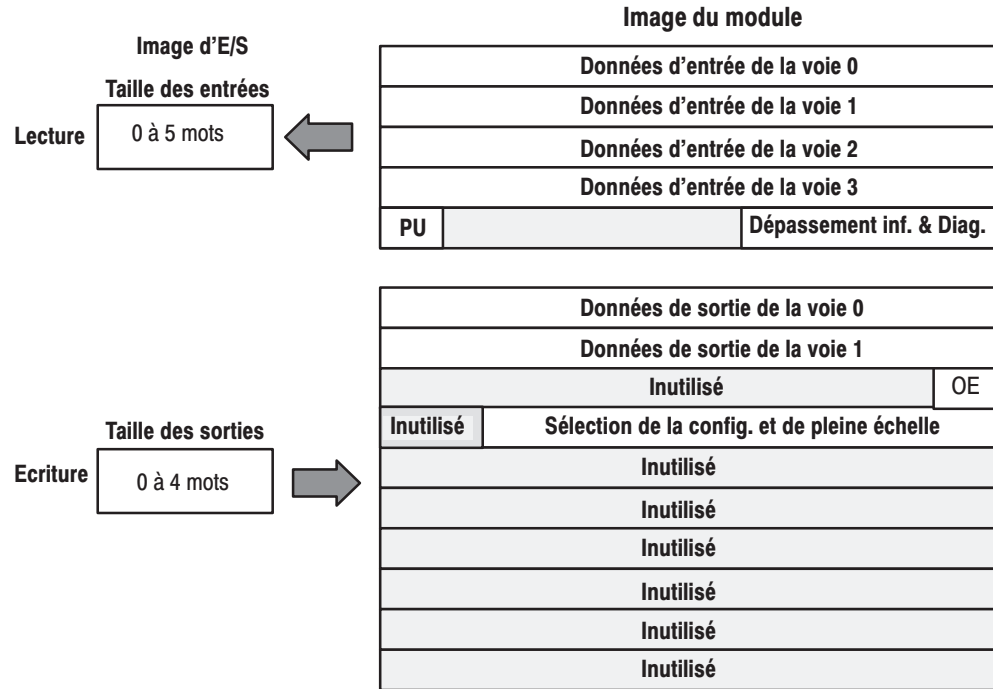 Image du module
Image d'E/S
Taille des entrées
Lecture
0 à 5 mots
Données d'entrée de la voie 0
Données d'entrée de la voie 1
Données d'entrée de la voie 2
Données d'entrée de la voie 3
PU
Dépassement inf. & Diag.
Données de sortie de la voie 0
Données de sortie de la voie 1
Inutilisé OE
Inutilisé Sélection de la config. et de pleine échelle
Taille des sorties
Ecriture
0 à 4 mots
Inutilisé
Inutilisé
Inutilisé
Inutilisé
Inutilisé
Inutilisé